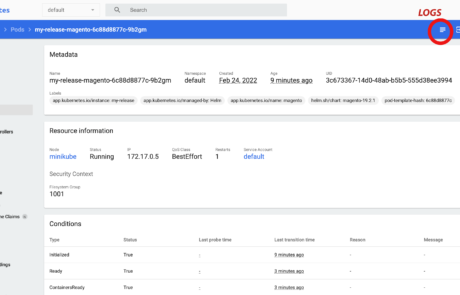 default
Search
LOGS
Pods > my-release-magento-6c88d8877c-9b2gm
Metadata
Name Namespace Created Age UID
my-release-magento-6c88d8877c-9b2gm default Feb 24, 2022 9 minutes ago 3c673367-14d0-48ab-b5b5-555d38ee3994
Labels
app.kubernetes.io/instance: my-release app.kubernetes.io/managed-by: Helm app.kubernetes.io/name: magento helm.sh/chart: magento-19.2.1 pod-template-hash: 6c88d8877c
Resource information
Node Status IP QoS Class Restarts Service Account
minikube Running 172.17.0.5 BestEffort 1 default
Security Context
Filesystem Group
1001
Conditions
Type Status Last probe time Last transition time Reason Message
Initialized True - 9 minutes ago - -
Ready True - 3 minutes ago - -
ContainersReady True - 3 minutes ago - -